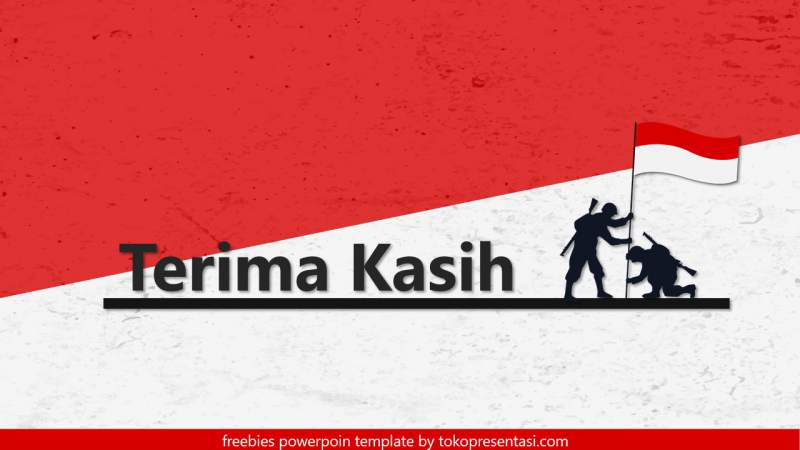 Terima Kasih
freebies powerpoin template by tokopresentasi.com